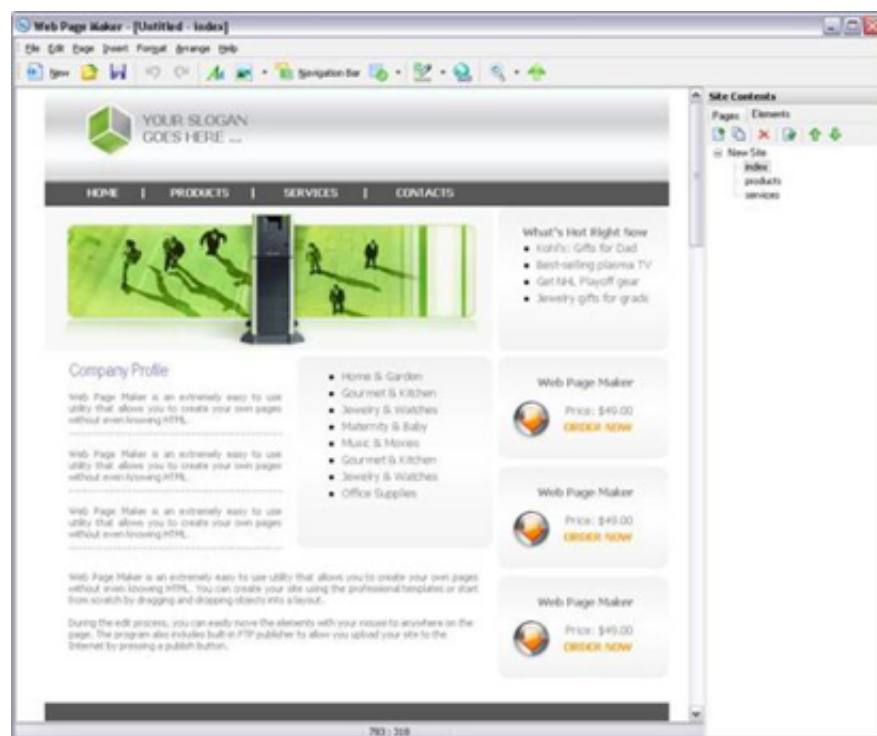 Web Page Maker - [Untitled - index]
File Edit Page Insert Format Arrange Help
New Navigation Bar
YOUR SLOGAN
GOES HERE ...
HOME | PRODUCTS | SERVICES | CONTACTS
What's Hot Right Now
Kohl's: Gifts for Dad
Best-selling plasma TV
Get NHL Playoff gear
Jewelry gifts for grads
Company Profile
Web Page Maker is an extremely easy to use
utility that allows you to create your own pages
without even knowing HTML.
Web Page Maker is an extremely easy to use
utility that allows you to create your own pages
without even knowing HTML.
Web Page Maker is an extremely easy to use
utility that allows you to create your own pages
without even knowing HTML.
Home & Garden
Gourmet & Kitchen
Jewelry & Watches
Maternity & Baby
Music & Movies
Gourmet & Kitchen
Jewelry & Watches
Office Supplies
Web Page Maker
Price: $49.00
ORDER NOW
Web Page Maker
Price: $49.00
ORDER NOW
Web Page Maker
Price: $49.00
ORDER NOW
Web Page Maker is an extremely easy to use utility that allows you to create your own pages
without even knowing HTML. You can create your site using the professional templates or start
from scratch by dragging and dropping objects into a layout.
During the edit process, you can easily move the elements with your mouse to anywhere on the
page. The program also includes built-in FTP publisher to allow you upload your site to the
Internet by pressing a publish button.
Site Contents
Pages Elements
New Site
index
products
services
783 : 318